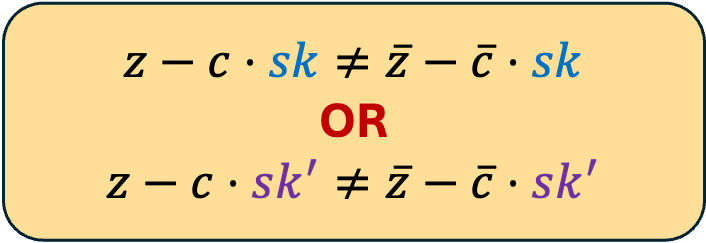 z − c · sk ≠ z̄ − c̄ · sk
OR
z − c · sk′ ≠ z̄ − c̄ · sk′